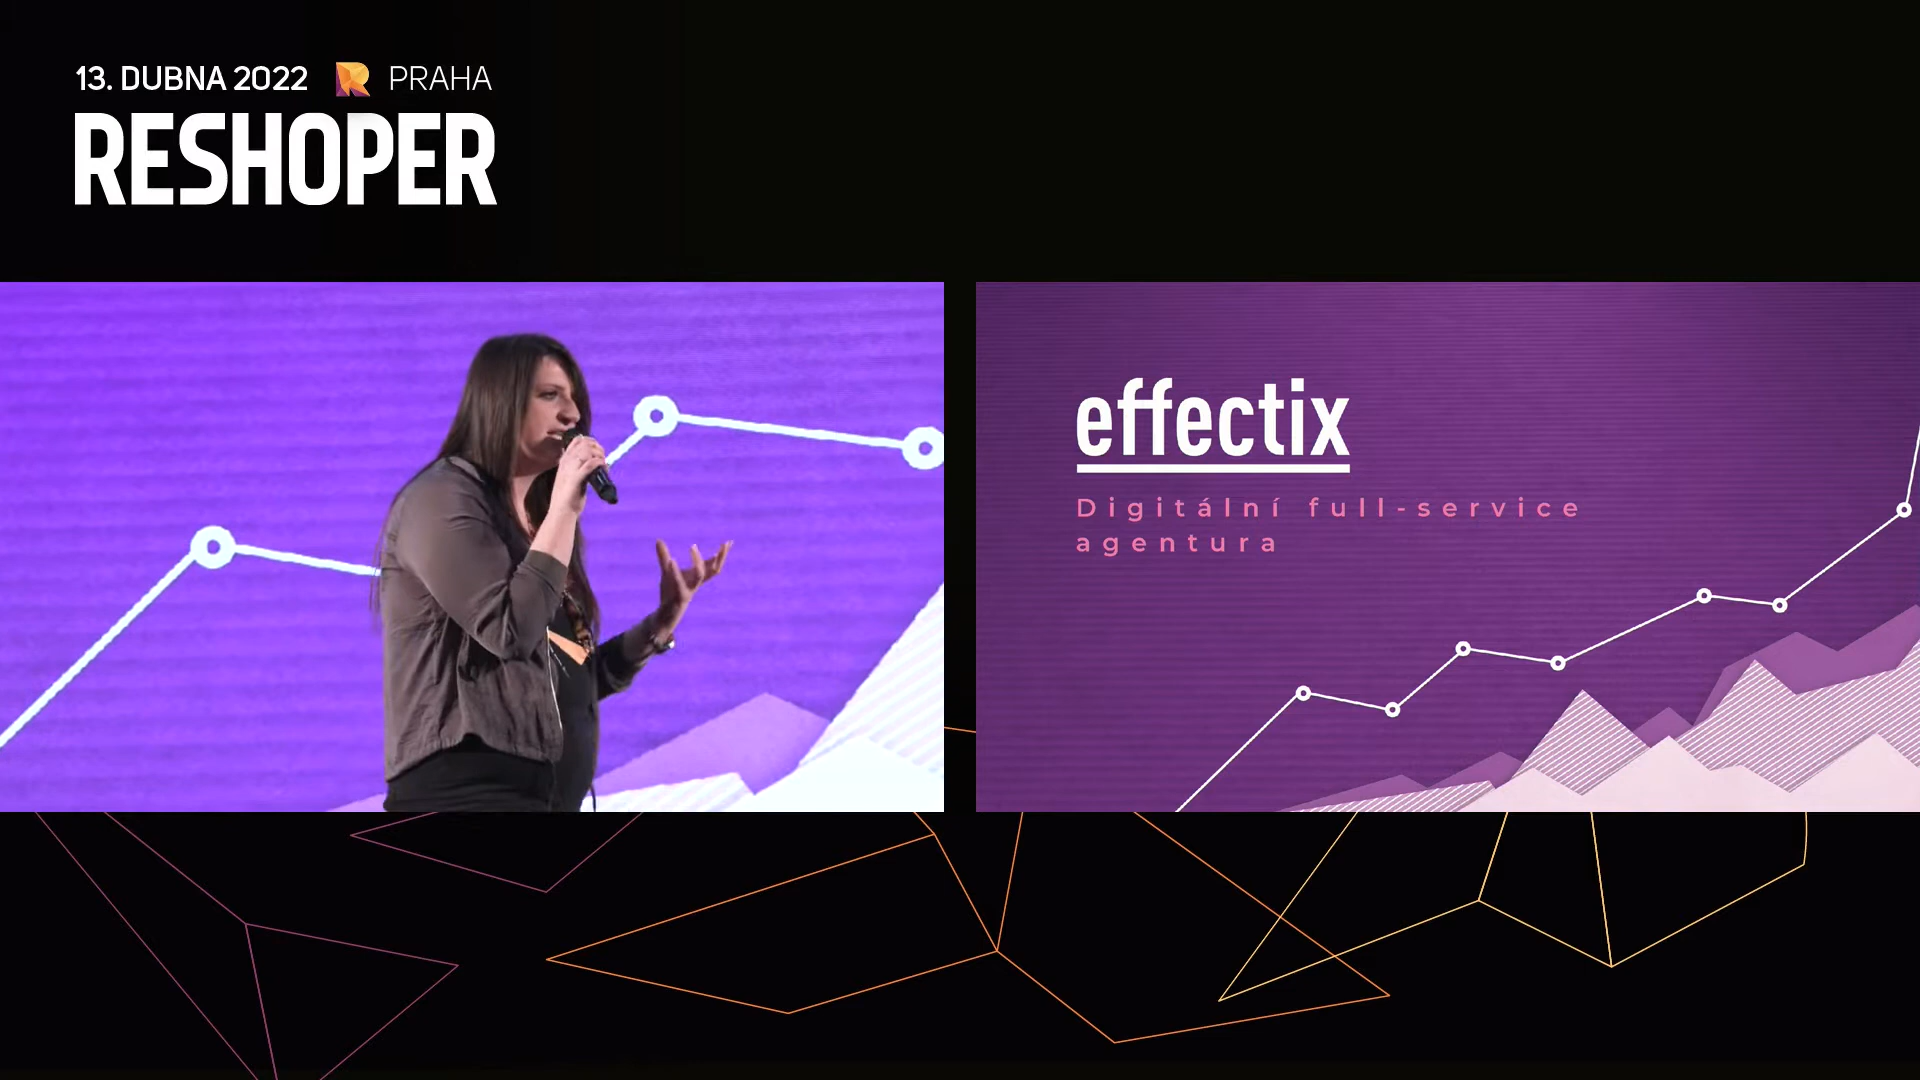 13. DUBNA 2022 PRAHA
RESHOPER
effectix
Digitální full-service
agentura